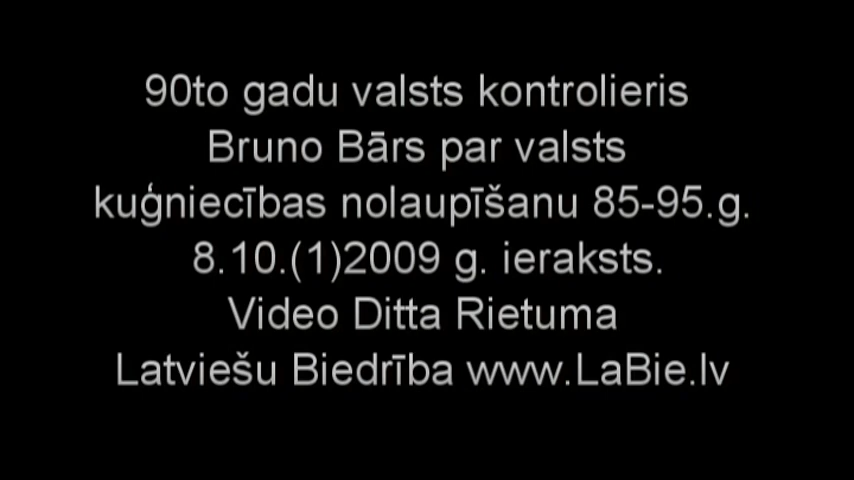 90to gadu valsts kontrolieris
Bruno Bārs par valsts
kuģniecības nolaupīšanu 85-95.g.
8.10.(1)2009 g. ieraksts.
Video Ditta Rietuma
Latviešu Biedrība www.LaBie.lv